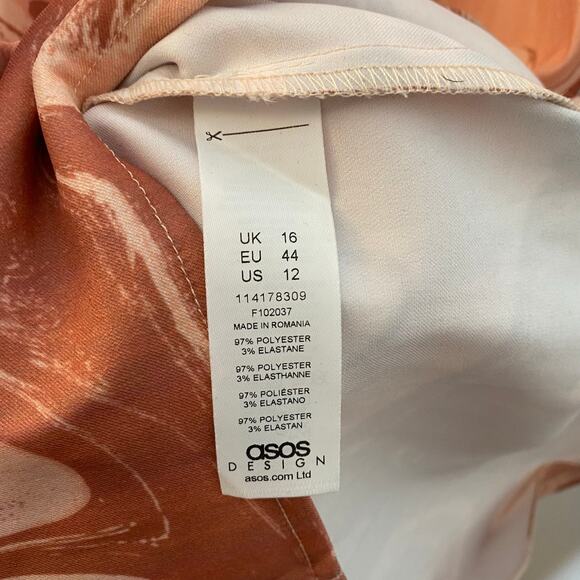 UK 16
EU 44
US 12
114178309
F102037
MADE IN ROMANIA
97% POLYESTER
3% ELASTANE
97% POLYESTER
3% ELASTHANNE
97% POLIÉSTER
3% ELASTANO
97% POLYESTER
3% ELASTAN
asos
DESIGN
asos.com Ltd